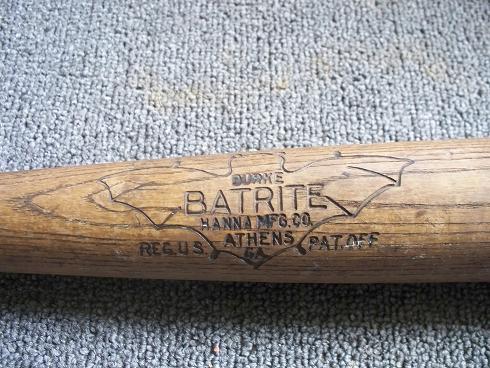 BURKE
BATRITE
HANNA MFG. CO.
ATHENS
GA
REG. U.S. PAT. OFF